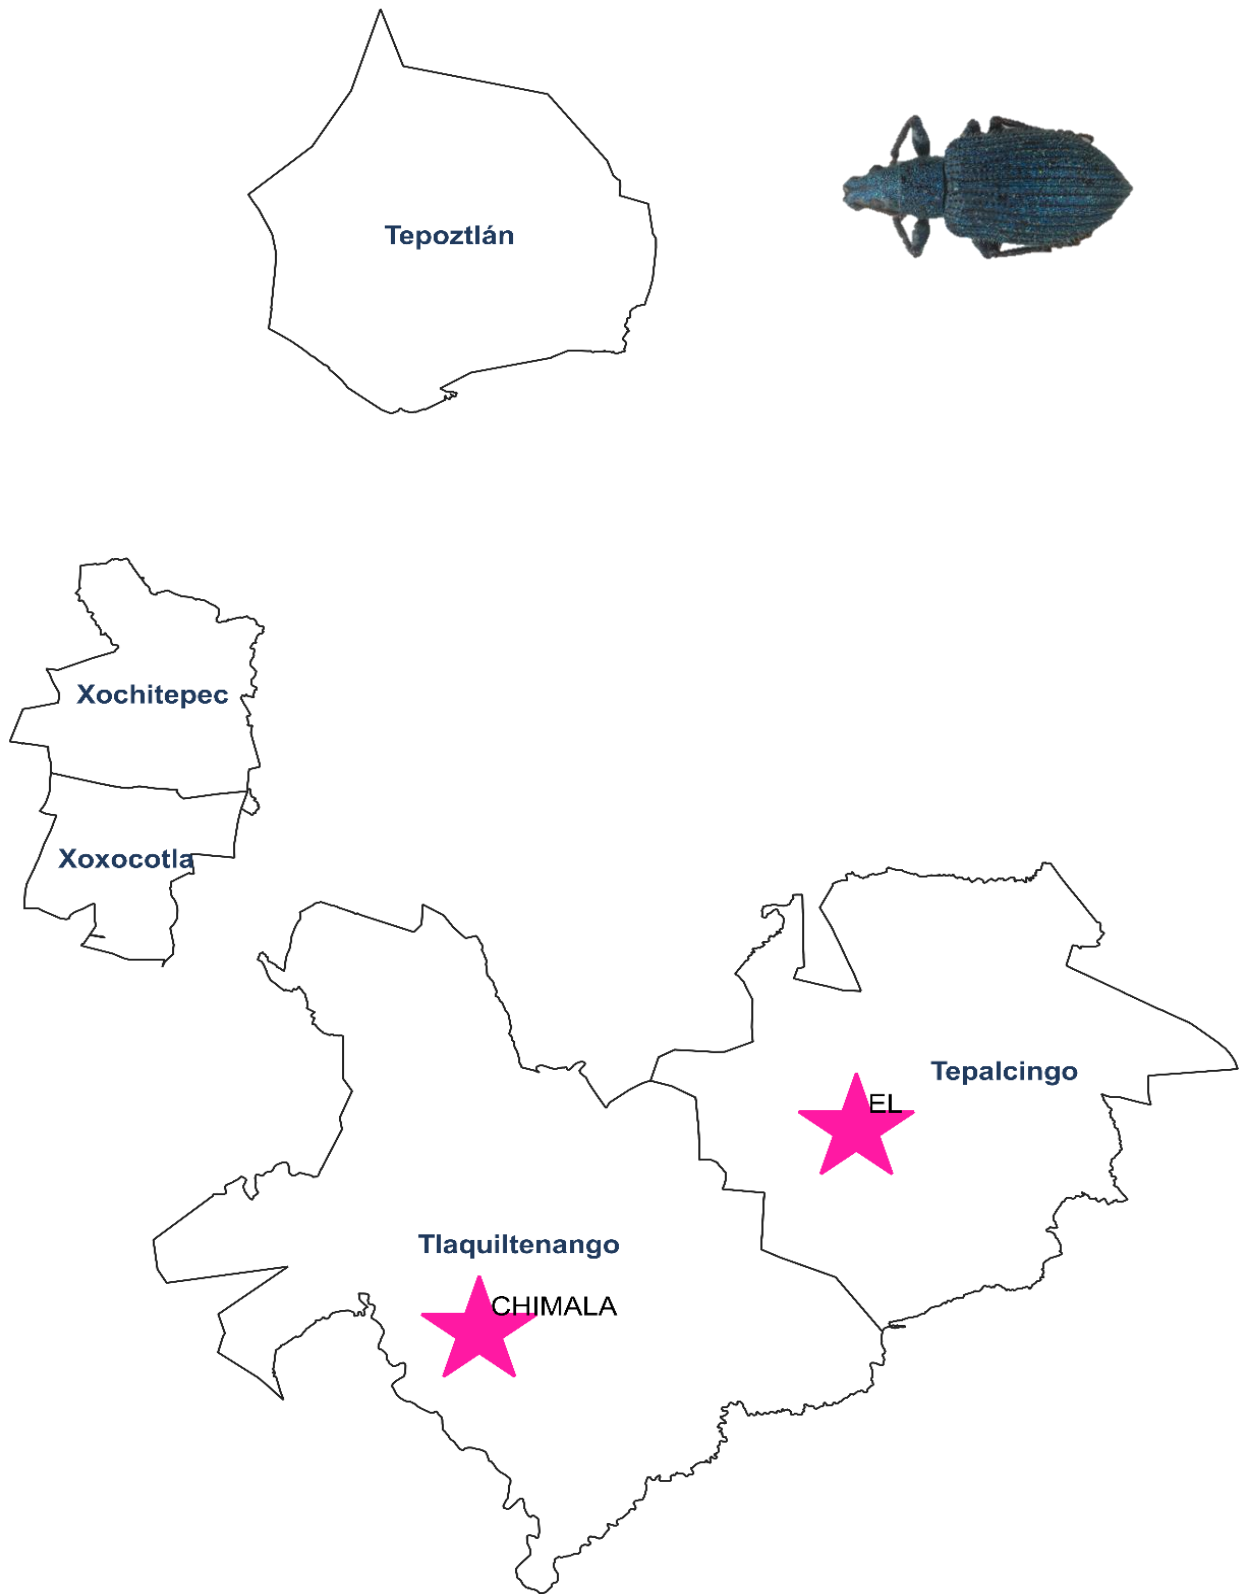 Tepoztlán
Xochitepec
Xoxocotla
Tepalcingo
EL
Tlaquiltenango
CHIMALA